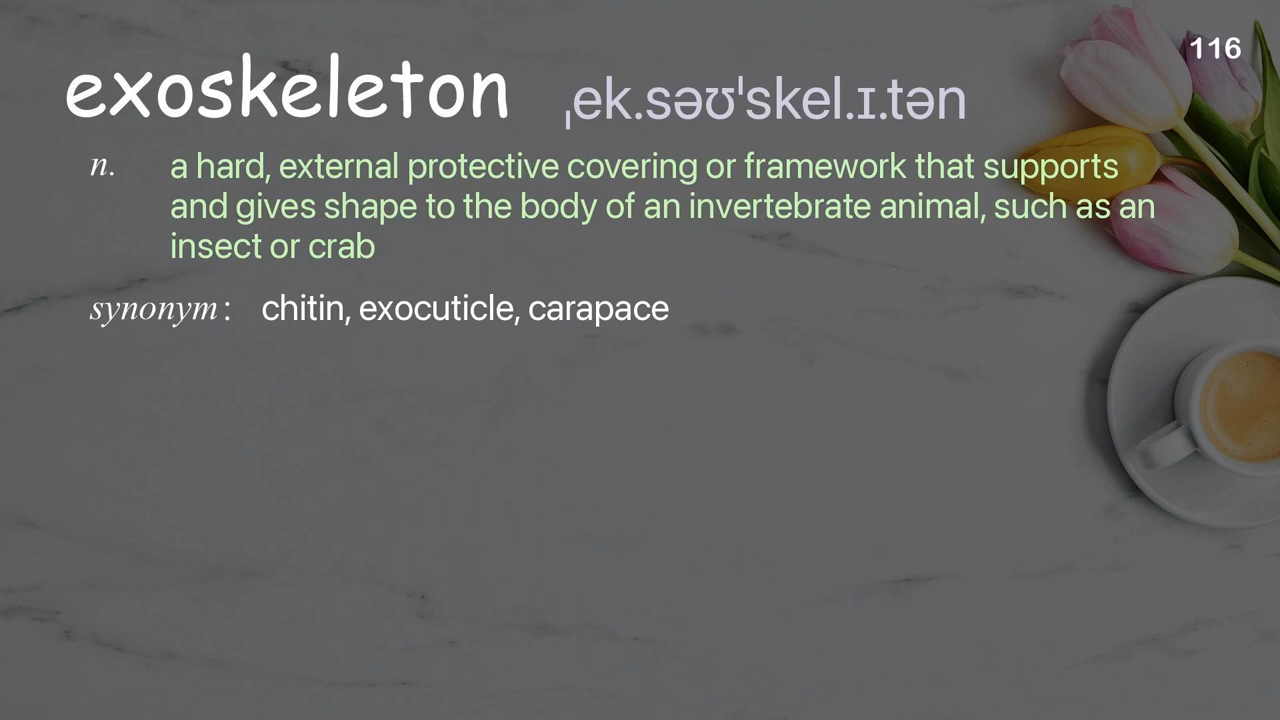 116
exoskeleton ˌek.səʊˈskel.ɪ.tən
n. a hard, external protective covering or framework that supports
and gives shape to the body of an invertebrate animal, such as an
insect or crab
synonym: chitin, exocuticle, carapace